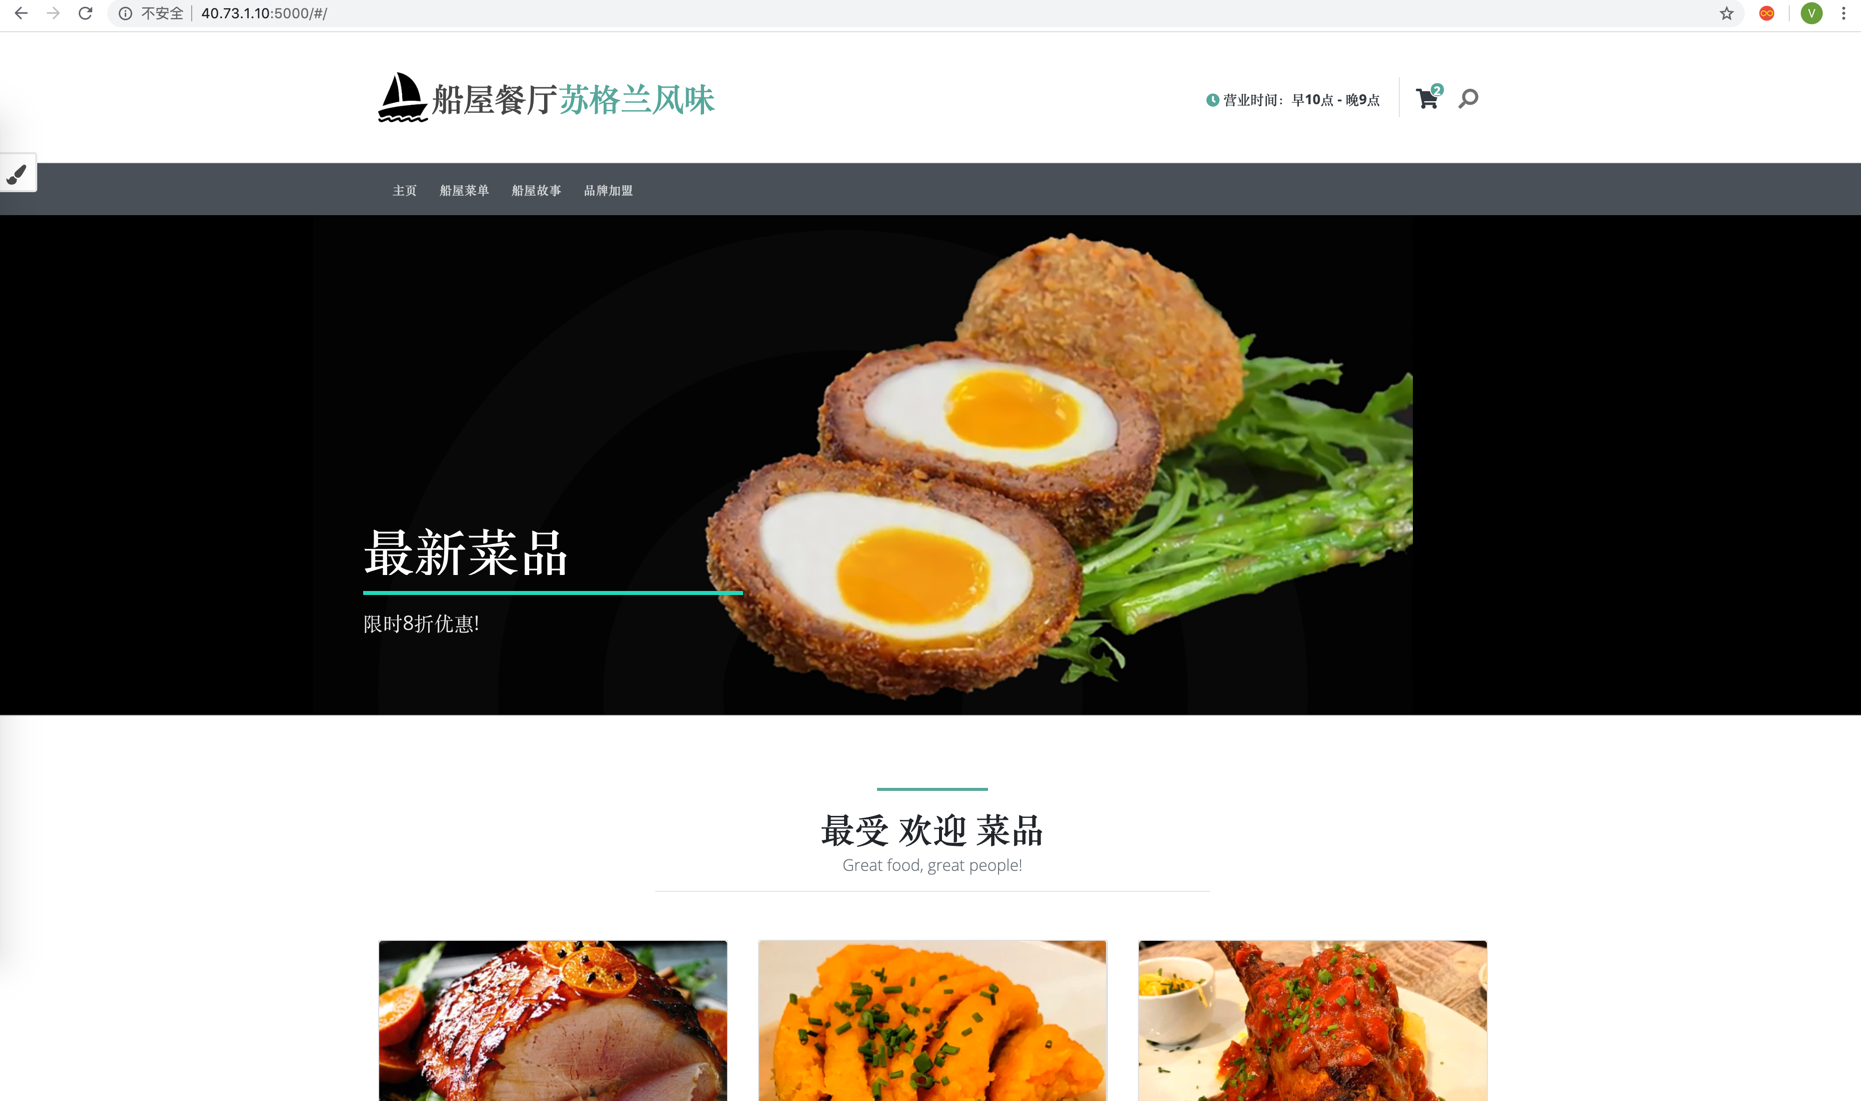 不安全 40.73.1.10:5000/#/
V
船屋餐厅苏格兰风味
营业时间：早10点 - 晚9点
2
主页 船屋菜单 船屋故事 品牌加盟
最新菜品
限时8折优惠!
最受 欢迎 菜品
Great food, great people!